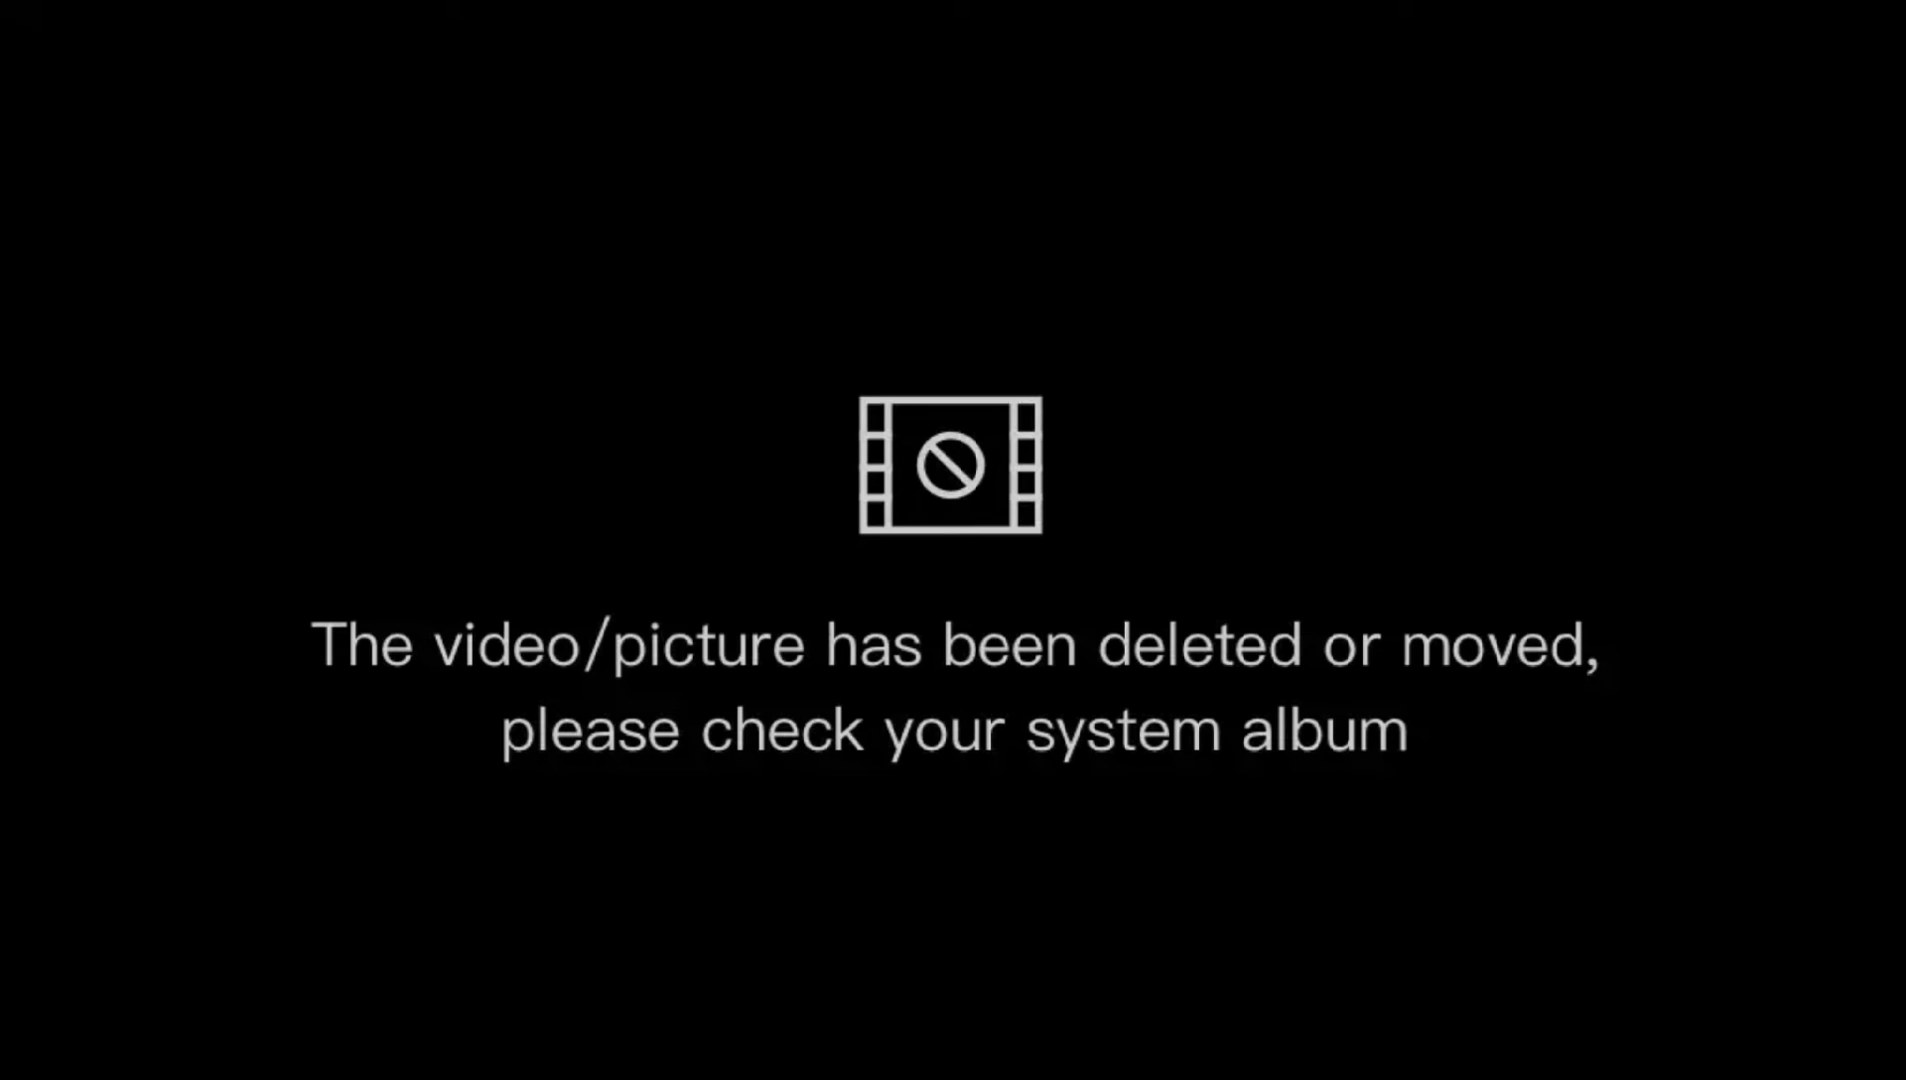 The video/picture has been deleted or moved,
please check your system album